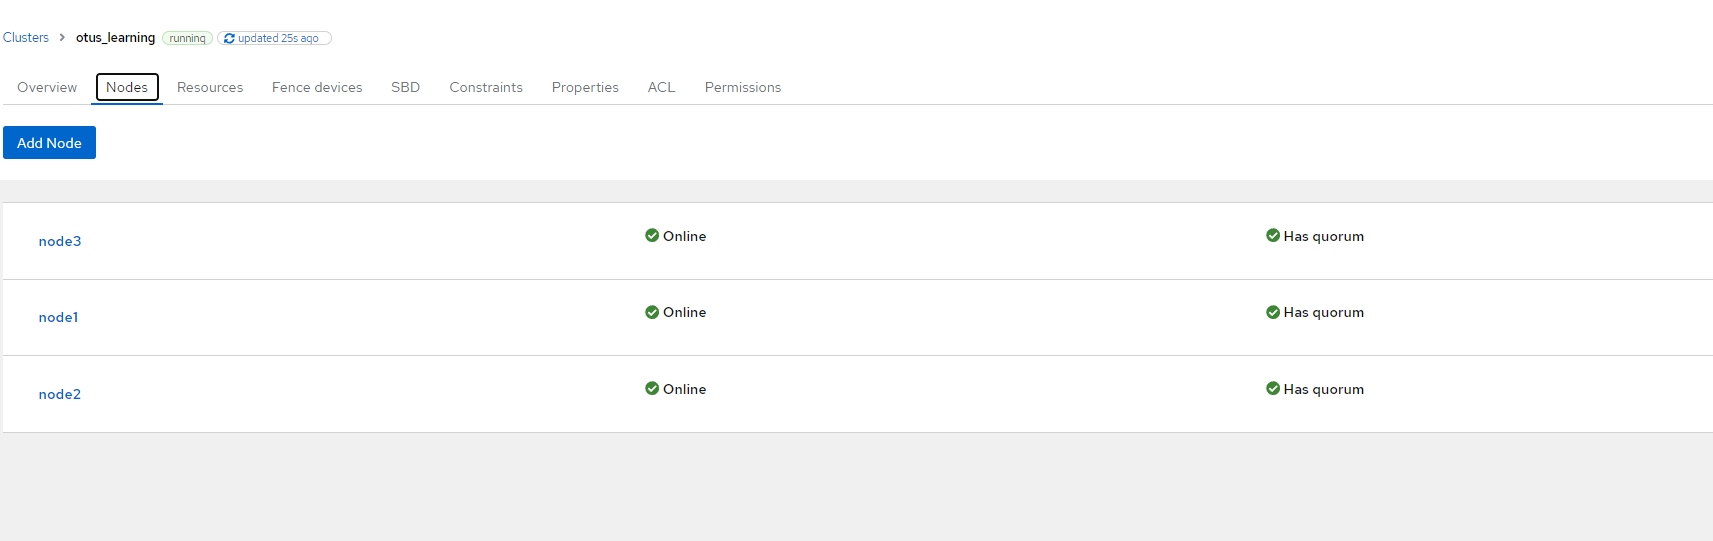 Clusters > otus_learning running updated 25s ago
Overview Nodes Resources Fence devices SBD Constraints Properties ACL Permissions
Add Node
node3 Online Has quorum
node1 Online Has quorum
node2 Online Has quorum